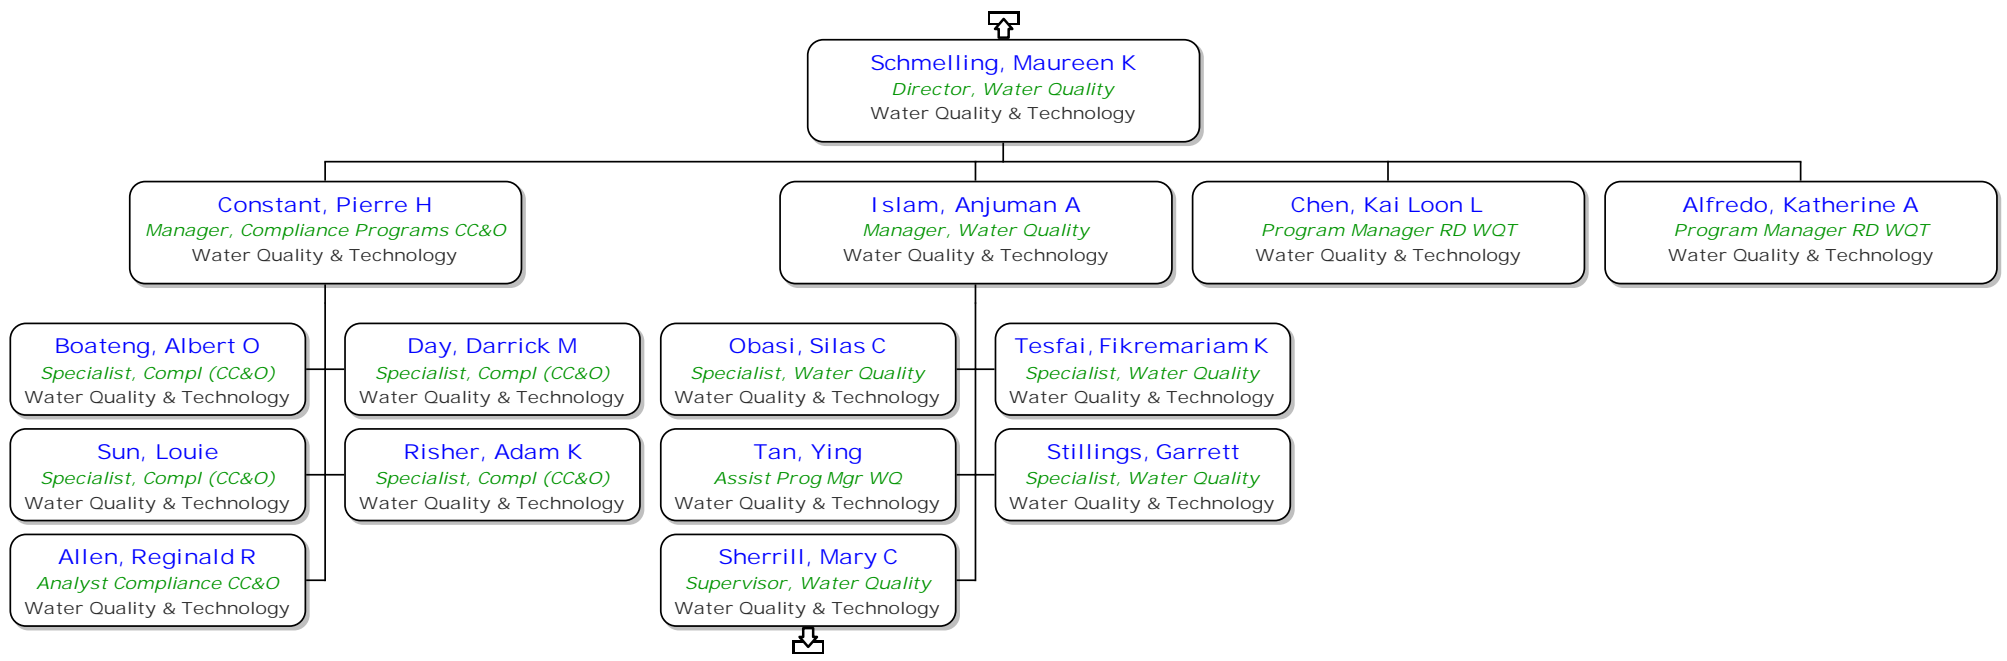 Schmelling, Maureen K
Director, Water Quality
Water Quality & Technology
Constant, Pierre H
Manager, Compliance Programs CC&O
Water Quality & Technology
Islam, Anjuman A
Manager, Water Quality
Water Quality & Technology
Chen, Kai Loon L
Program Manager RD WQT
Water Quality & Technology
Alfredo, Katherine A
Program Manager RD WQT
Water Quality & Technology
Boateng, Albert O
Specialist, Compl (CC&O)
Water Quality & Technology
Day, Darrick M
Specialist, Compl (CC&O)
Water Quality & Technology
Obasi, Silas C
Specialist, Water Quality
Water Quality & Technology
Tesfai, Fikremariam K
Specialist, Water Quality
Water Quality & Technology
Sun, Louie
Specialist, Compl (CC&O)
Water Quality & Technology
Risher, Adam K
Specialist, Compl (CC&O)
Water Quality & Technology
Tan, Ying
Assist Prog Mgr WQ
Water Quality & Technology
Stillings, Garrett
Specialist, Water Quality
Water Quality & Technology
Allen, Reginald R
Analyst Compliance CC&O
Water Quality & Technology
Sherrill, Mary C
Supervisor, Water Quality
Water Quality & Technology